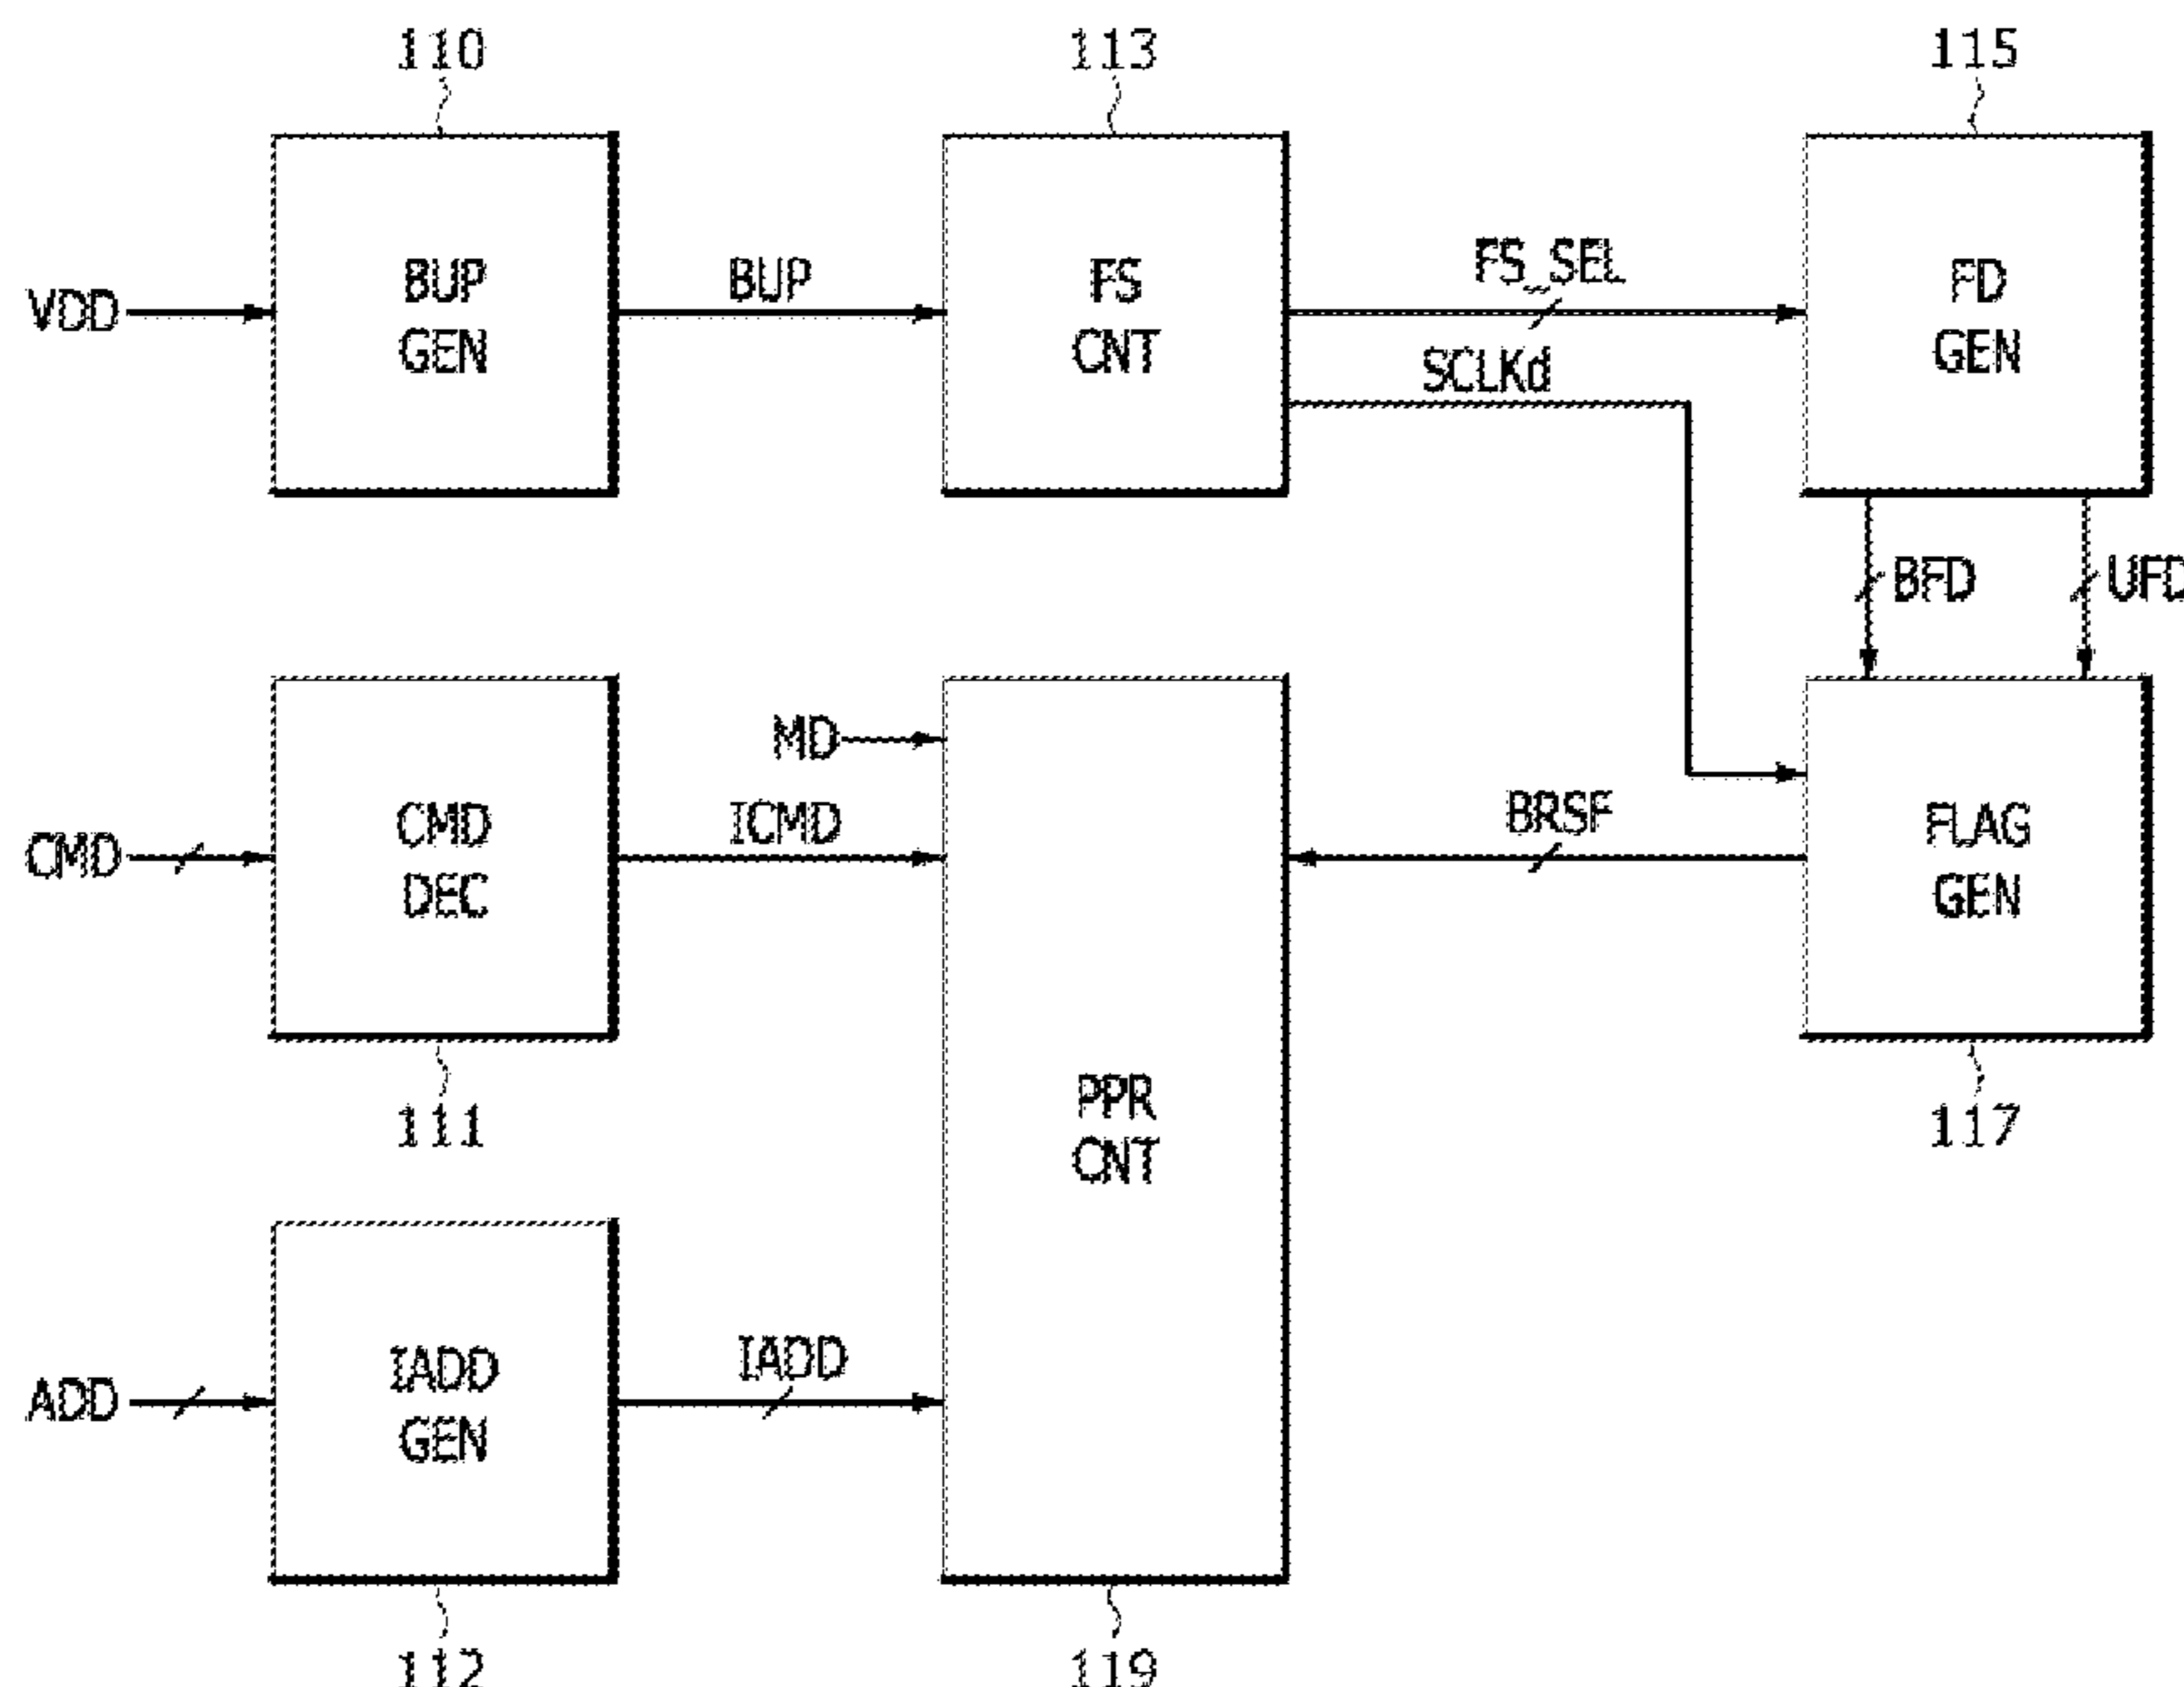 110
113
115
VDD
BUP
GEN
BUP
FS
CNT
FS_SEL
SCLKd
FD
GEN
BFD
UFD
CMD
CMD
DEC
MD
ICMD
BRSF
FLAG
GEN
111
117
PPR
CNT
ADD
IADD
GEN
IADD
112
119